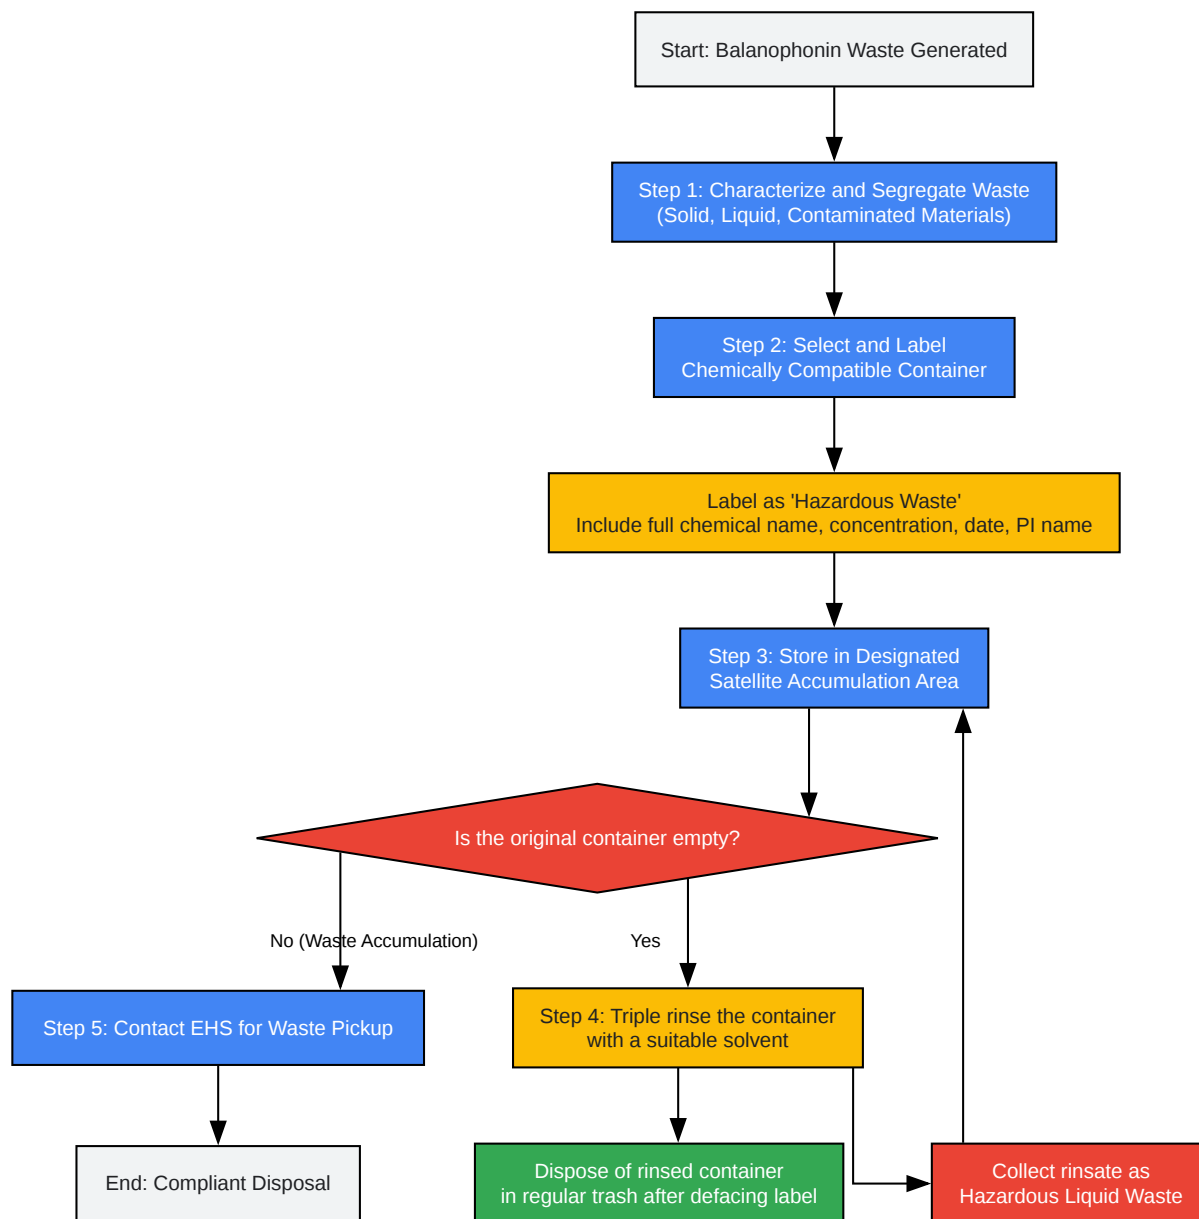 Start: Balanophonin Waste Generated
Step 1: Characterize and Segregate Waste
(Solid, Liquid, Contaminated Materials)
Step 2: Select and Label
Chemically Compatible Container
Label as 'Hazardous Waste'
Include full chemical name, concentration, date, PI name
Step 3: Store in Designated
Satellite Accumulation Area
Is the original container empty?
No (Waste Accumulation)
Yes
Step 5: Contact EHS for Waste Pickup
Step 4: Triple rinse the container
with a suitable solvent
End: Compliant Disposal
Dispose of rinsed container
in regular trash after defacing label
Collect rinsate as
Hazardous Liquid Waste